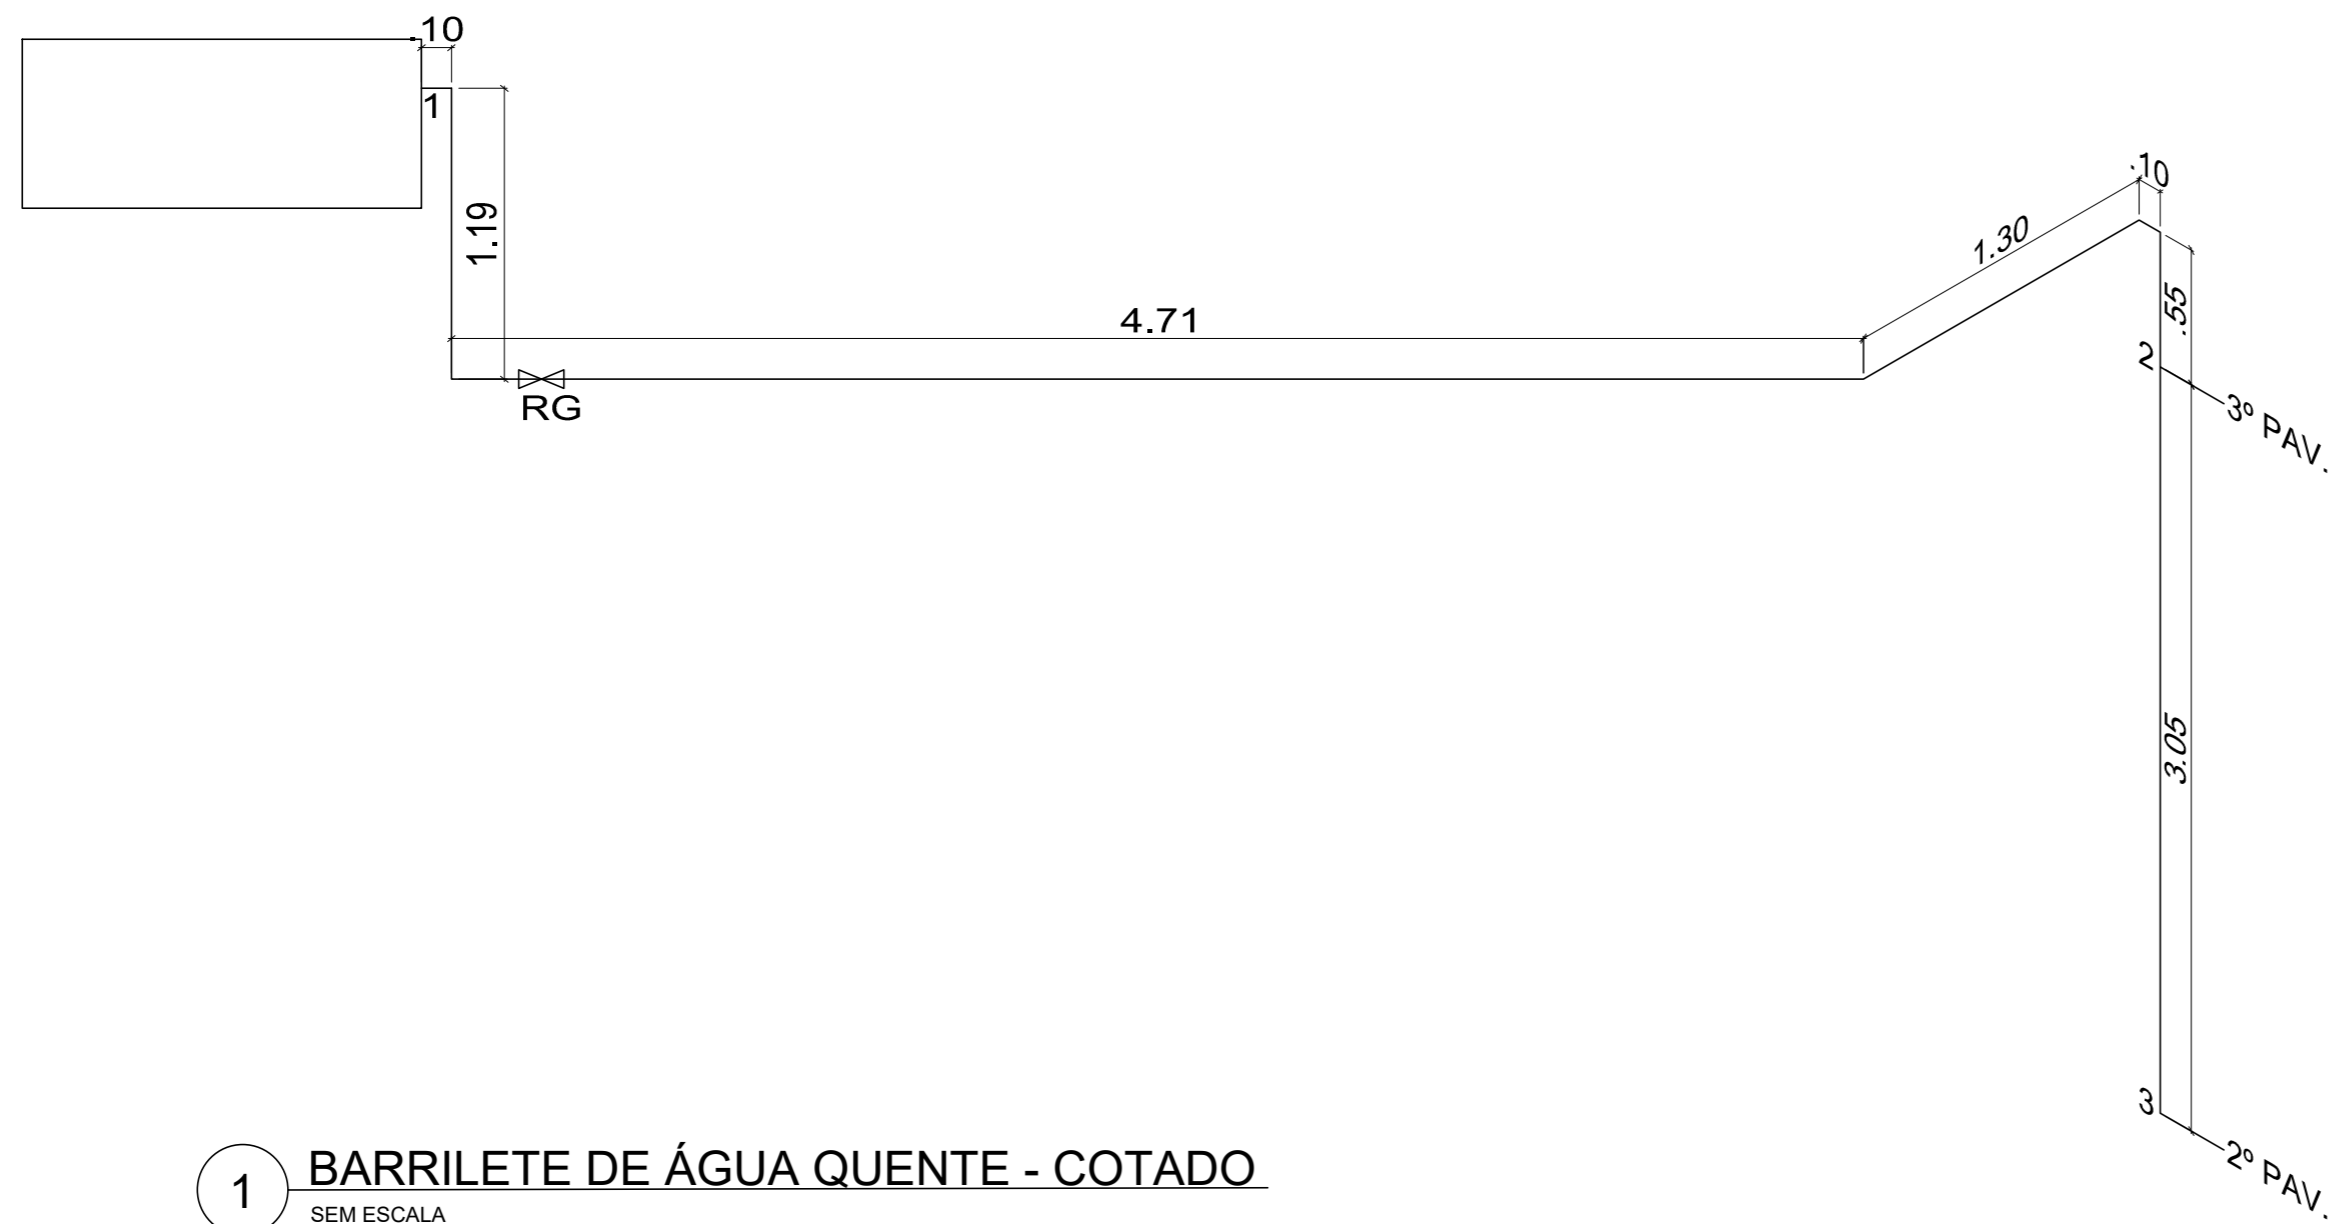 10
1
1.19
4.71
RG
1.30
.10
.55
2
3º PAV.
3.05
3
2º PAV.
1
BARRILETE DE ÁGUA QUENTE - COTADO
SEM ESCALA